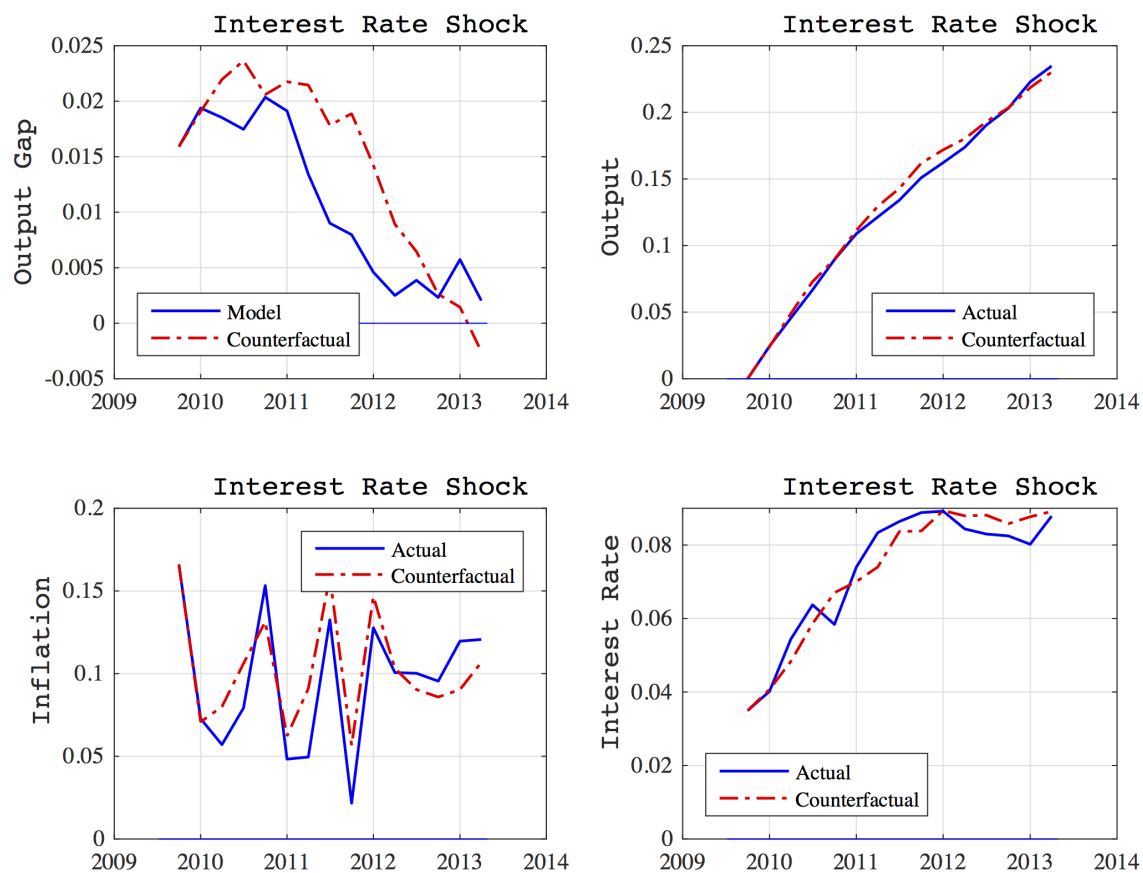 Interest Rate Shock
Output Gap
0.025
0.02
0.015
0.01
0.005
0
-0.005
Model
Counterfactual
2009 2010 2011 2012 2013 2014
Interest Rate Shock
Output
0.25
0.2
0.15
0.1
0.05
0
Actual
Counterfactual
2009 2010 2011 2012 2013 2014
Interest Rate Shock
Inflation
0.2
0.15
0.1
0.05
0
Actual
Counterfactual
2009 2010 2011 2012 2013 2014
Interest Rate Shock
Interest Rate
0.08
0.06
0.04
0.02
0
Actual
Counterfactual
2009 2010 2011 2012 2013 2014